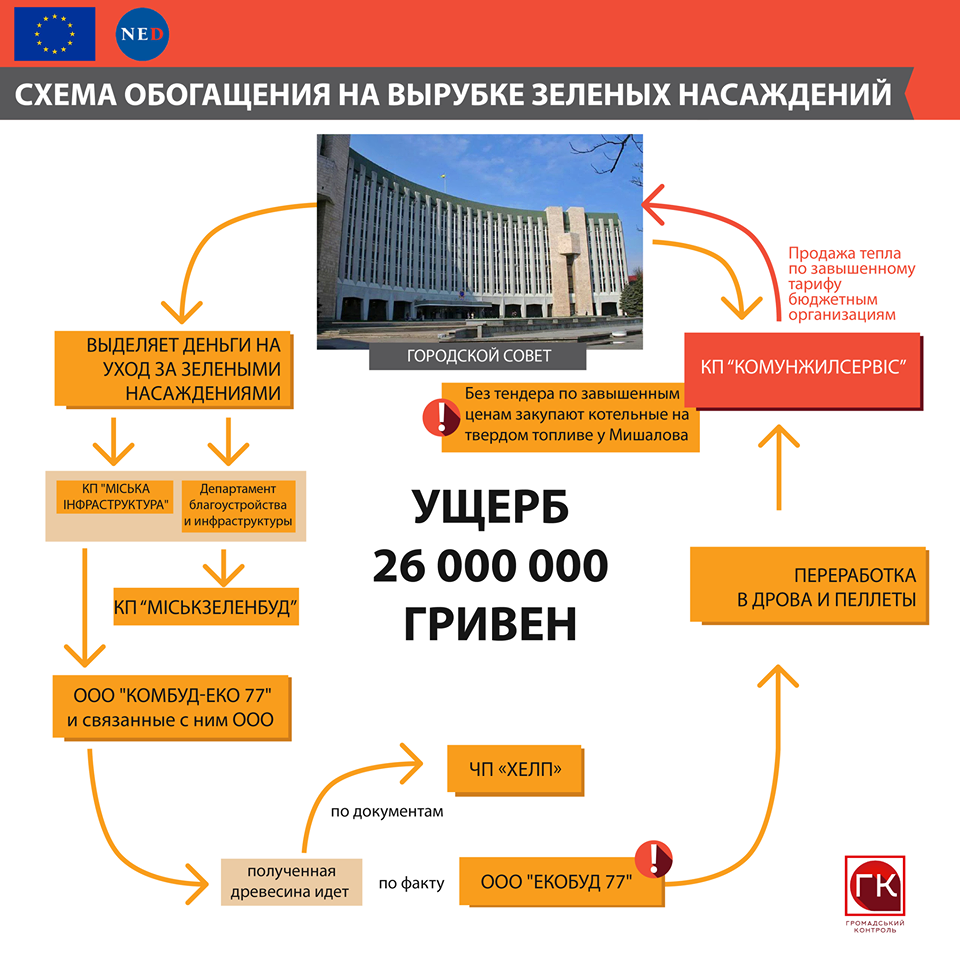 NED
СХЕМА ОБОГАЩЕНИЯ НА ВЫРУБКЕ ЗЕЛЕНЫХ НАСАЖДЕНИЙ
ГОРОДСКОЙ СОВЕТ
Продажа тепла
по завышенному
тарифу
бюджетным
организациям
ВЫДЕЛЯЕТ ДЕНЬГИ НА
УХОД ЗА ЗЕЛЕНЫМИ
НАСАЖДЕНИЯМИ
КП “КОМУНЖИЛСЕРВІС”
!
Без тендера по завышенным
ценам закупают котельные на
твердом топливе у Мишалова
КП "МІСЬКА
ІНФРАСТРУКТУРА"
Департамент
благоустройства
и инфраструктуры
УЩЕРБ
26 000 000
ГРИВЕН
КП “МІСЬКЗЕЛЕНБУД”
ПЕРЕРАБОТКА
В ДРОВА И ПЕЛЛЕТЫ
ООО "КОМБУД-ЕКО 77"
и связанные с ним ООО
ЧП «ХЕЛП»
по документам
полученная
древесина идет
по факту
ООО "ЕКОБУД 77"
!
ГК
ГРОМАДСЬКИЙ
КОНТРОЛЬ